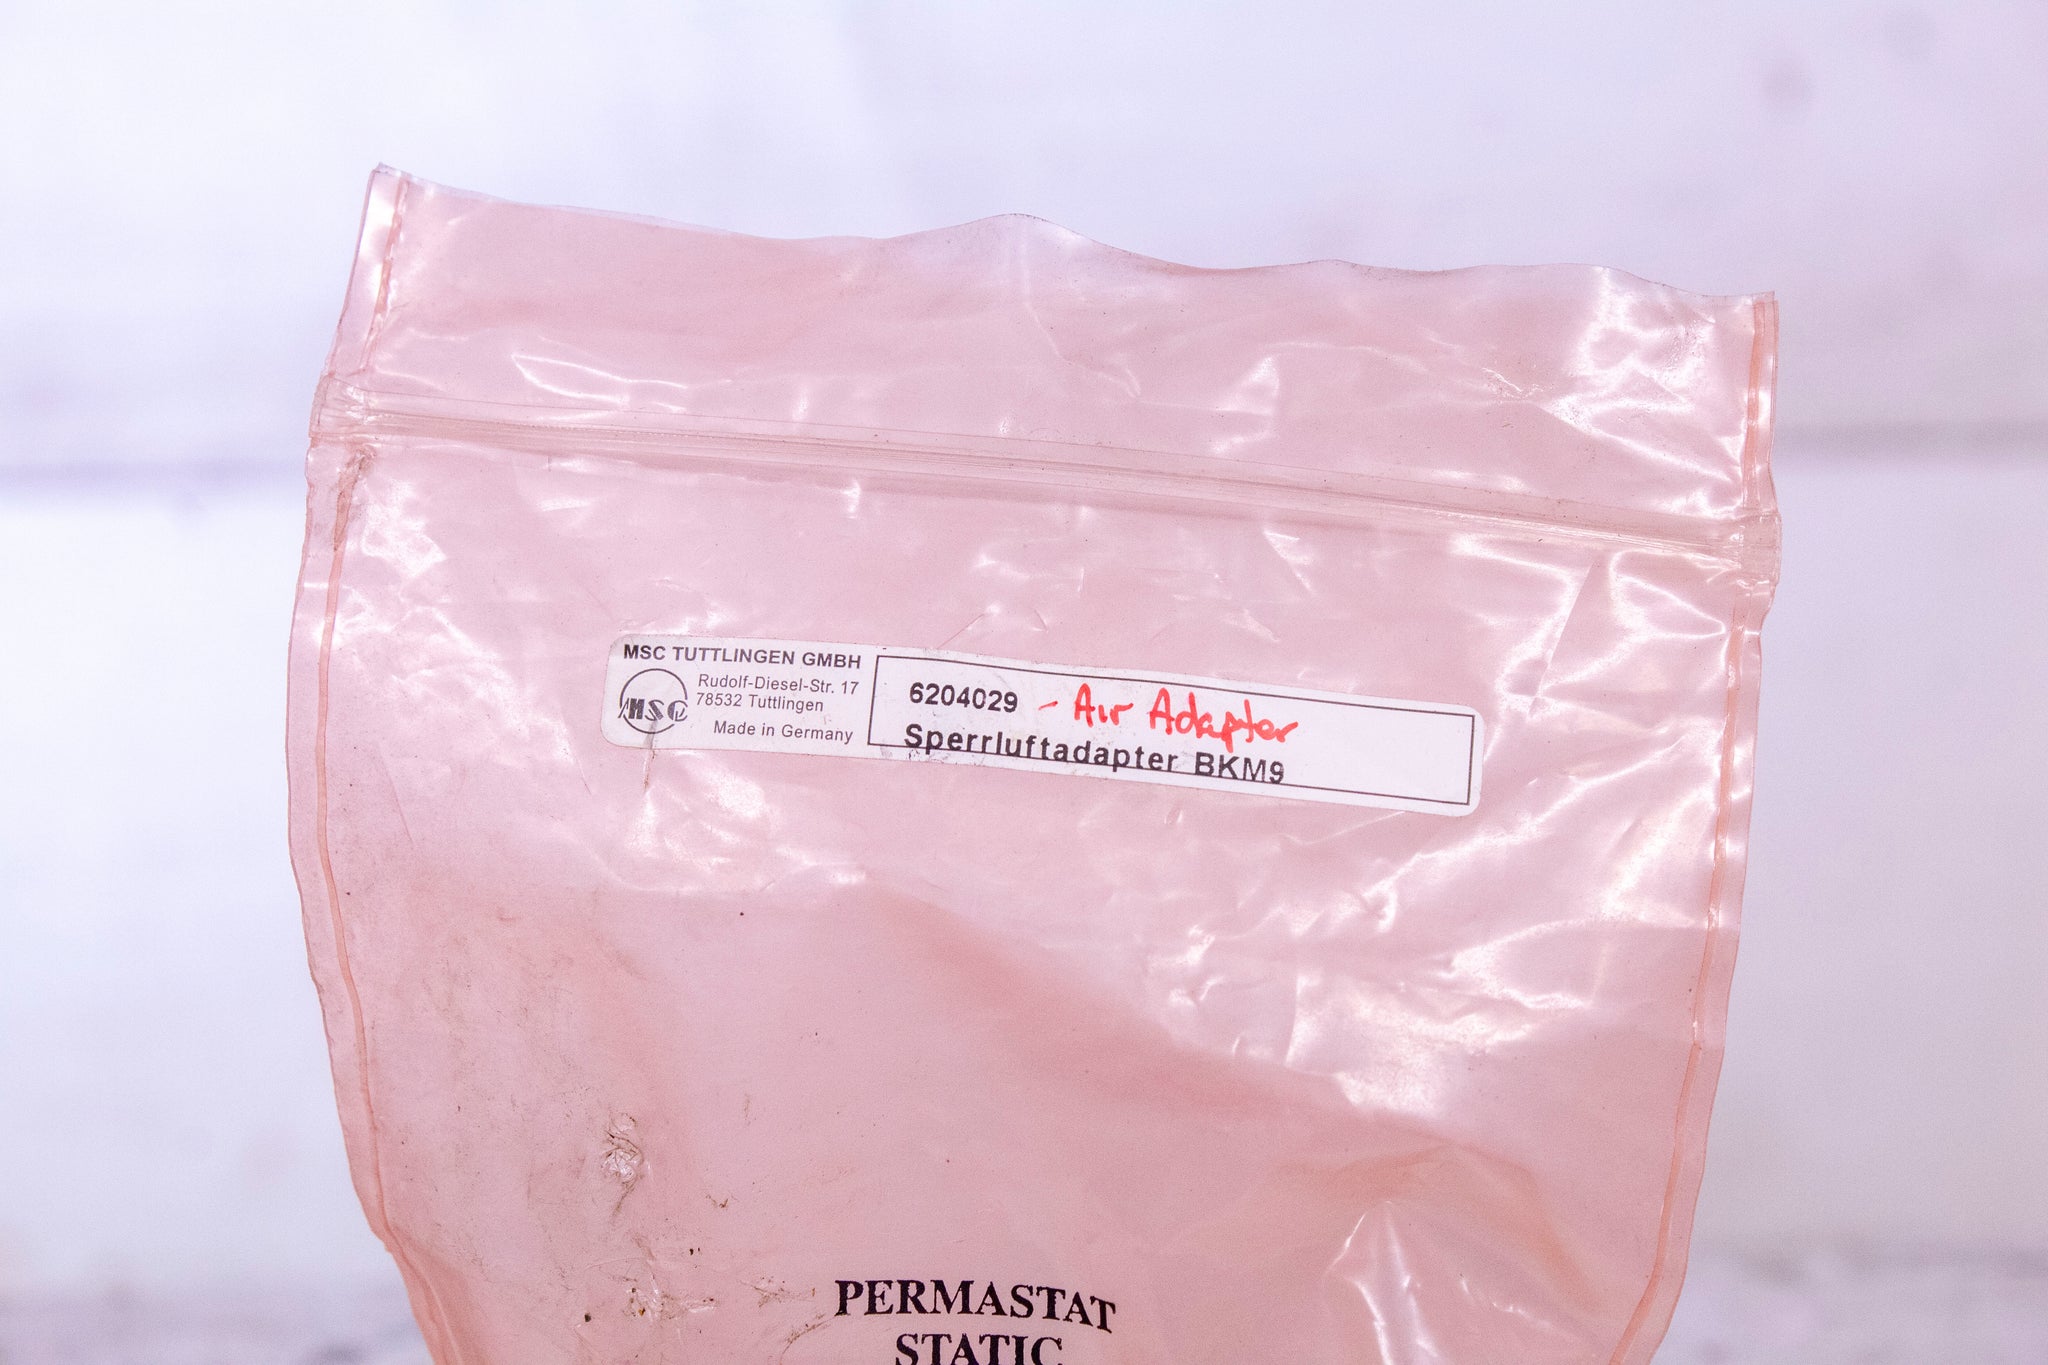 MSC TUTTLINGEN GMBH
MSC
Rudolf-Diesel-Str. 17
78532 Tuttlingen
Made in Germany
6204029 - Air Adapter
Sperrluftadapter BKM9
PERMASTAT
STATIC